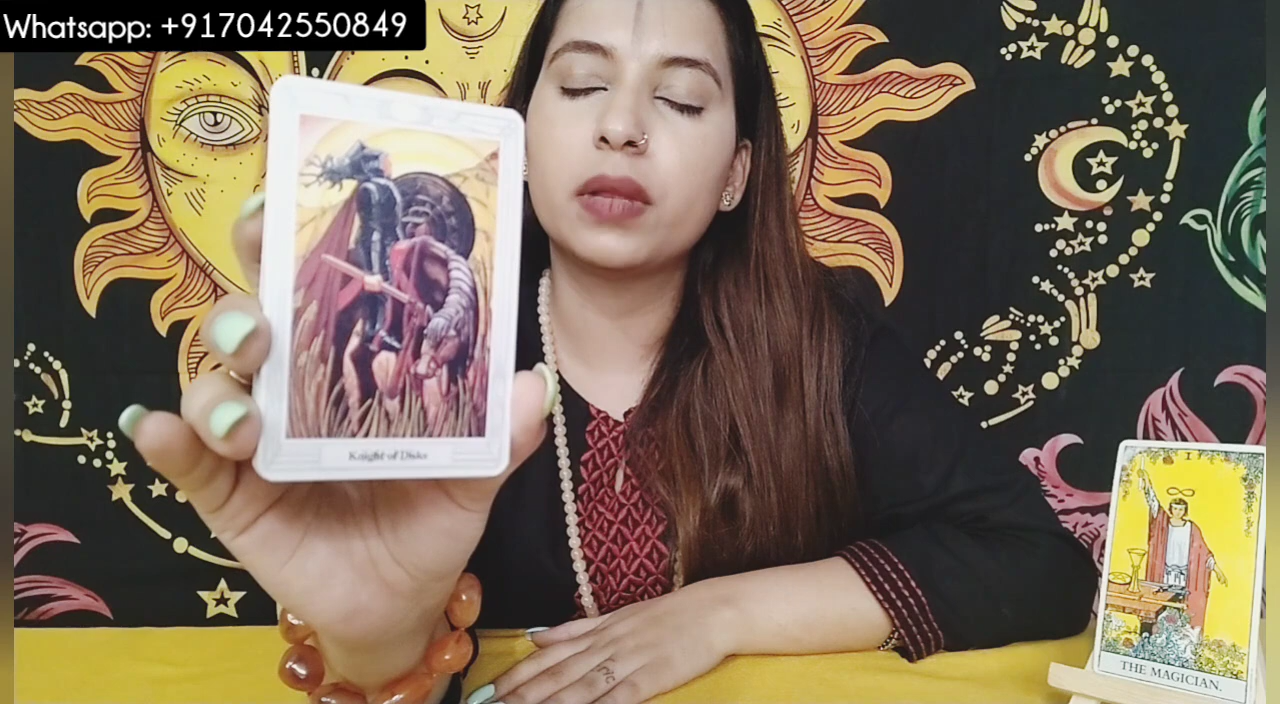 Whatsapp: +917042550849
Knight of Disks
I
THE MAGICIAN.